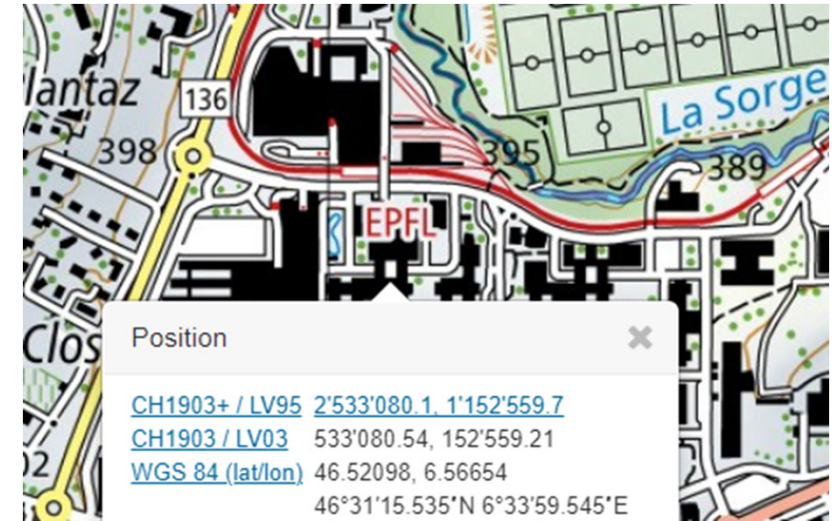 lantaz
136
La Sorge
398
395
389
EPFL
Position
Clos
CH1903+ / LV95 2'533'080.1, 1'152'559.7
CH1903 / LV03 533'080.54, 152'559.21
WGS 84 (lat/lon) 46.52098, 6.56654
02
46°31'15.535"N 6°33'59.545"E